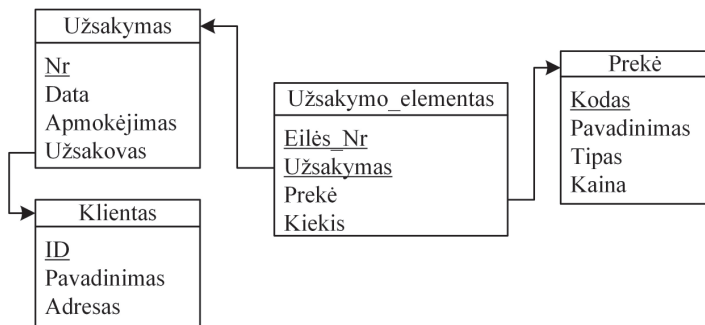 Užsakymas
Nr
Data
Apmokėjimas
Užsakovas
Klientas
ID
Pavadinimas
Adresas
Užsakymo_elementas
Eilės_Nr
Užsakymas
Prekė
Kiekis
Prekė
Kodas
Pavadinimas
Tipas
Kaina